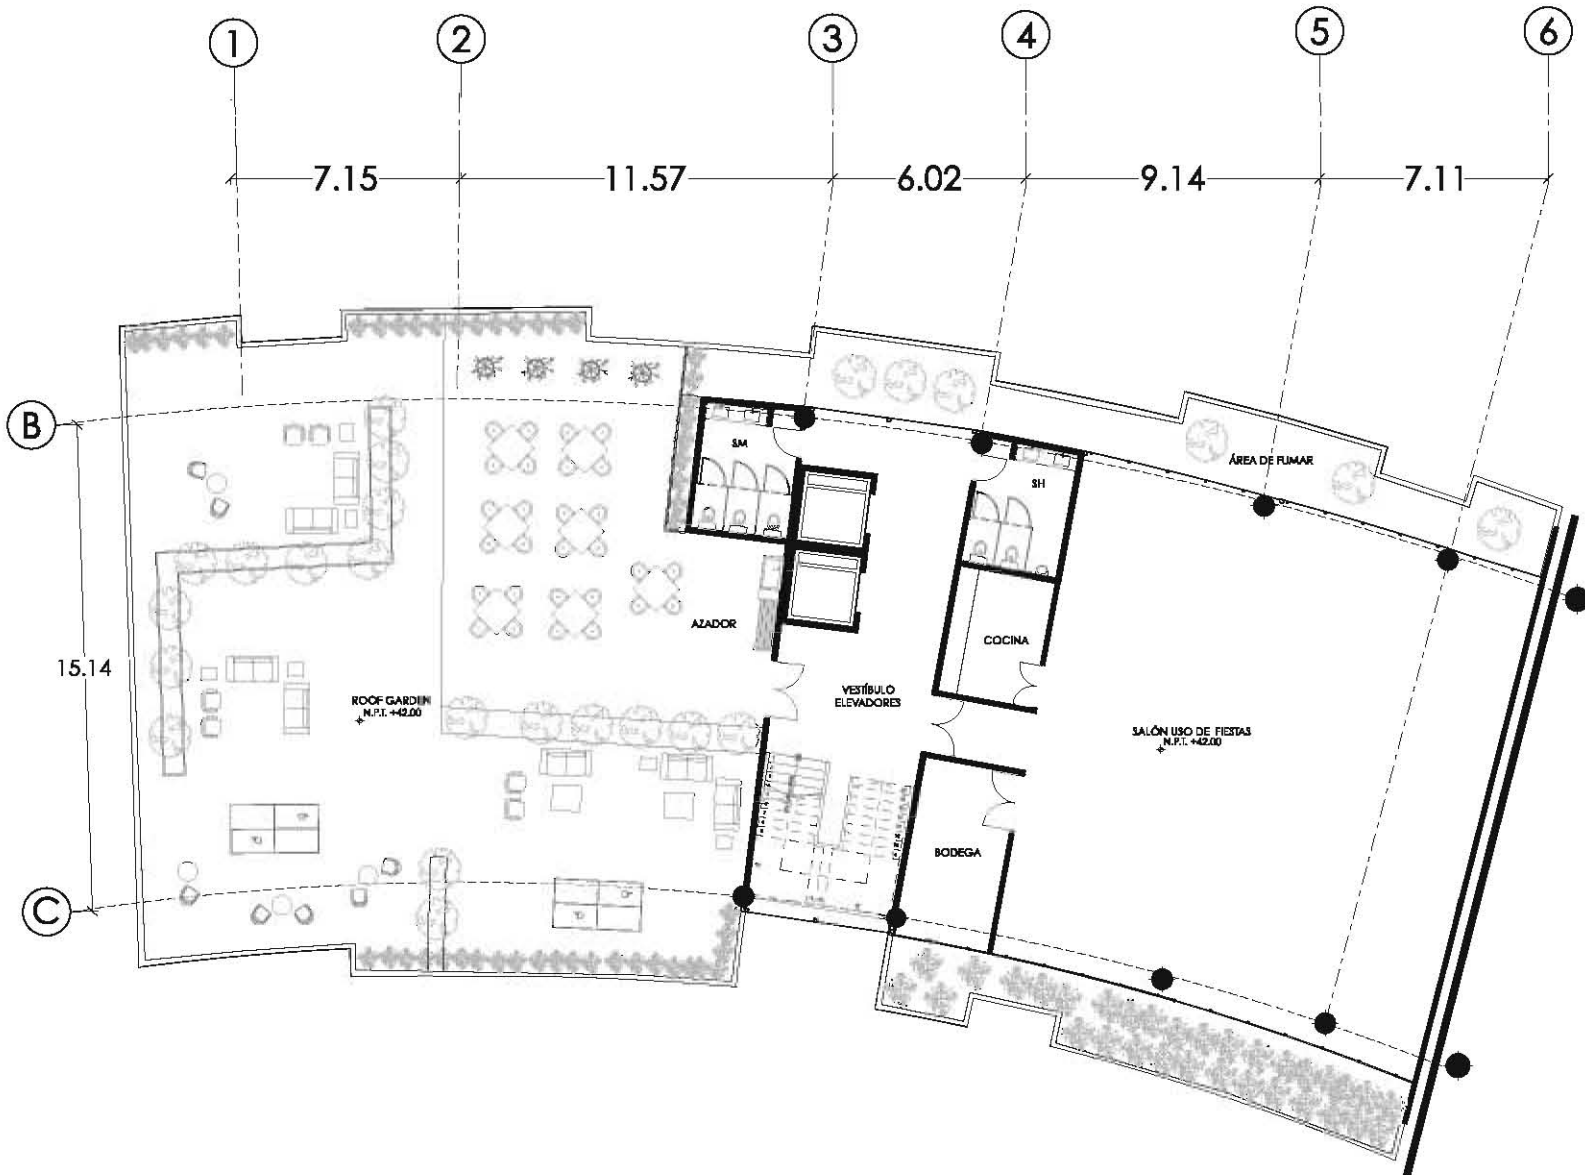 1
2
3
4
5
6
7.15
11.57
6.02
9.14
7.11
B
SM
ÁREA DE FUMAR
SH
AZADOR
COCINA
15.14
ROOF GARDEN
N.P.T. +42.00
VESTÍBULO
ELEVADORES
SALÓN USO DE FIESTAS
N.P.T. +42.00
BODEGA
C